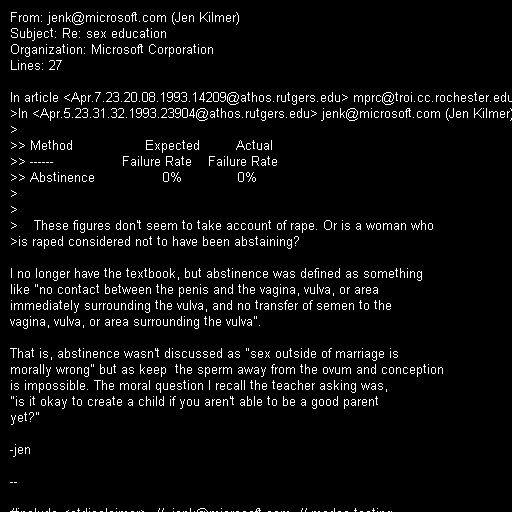 From: jenk@microsoft.com (Jen Kilmer)
Subject: Re: sex education
Organization: Microsoft Corporation
Lines: 27
In article <Apr.7.23.20.08.1993.14209@athos.rutgers.edu> mprc@troi.cc.rochester.edu
>In <Apr.5.23.31.32.1993.23904@athos.rutgers.edu> jenk@microsoft.com (Jen Kilmer)
>
>> Method Expected Actual
>> ------ Failure Rate Failure Rate
>> Abstinence 0% 0%
>
>
> These figures don't seem to take account of rape. Or is a woman who
>is raped considered not to have been abstaining?
I no longer have the textbook, but abstinence was defined as something
like "no contact between the penis and the vagina, vulva, or area
immediately surrounding the vulva, and no transfer of semen to the
vagina, vulva, or area surrounding the vulva".
That is, abstinence wasn't discussed as "sex outside of marriage is
morally wrong" but as keep the sperm away from the ovum and conception
is impossible. The moral question I recall the teacher asking was,
"is it okay to create a child if you aren't able to be a good parent
yet?"
-jen
--
#include <stdisclaimer> // jenk@microsoft.com // msdos testing